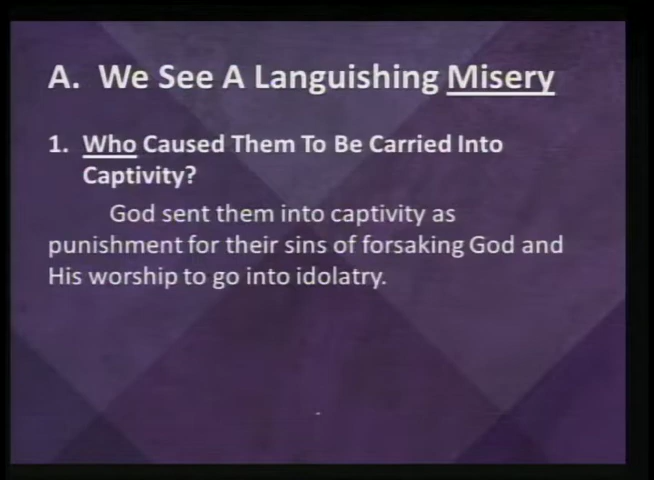 A. We See A Languishing Misery
1. Who Caused Them To Be Carried Into
Captivity?
God sent them into captivity as
punishment for their sins of forsaking God and
His worship to go into idolatry.